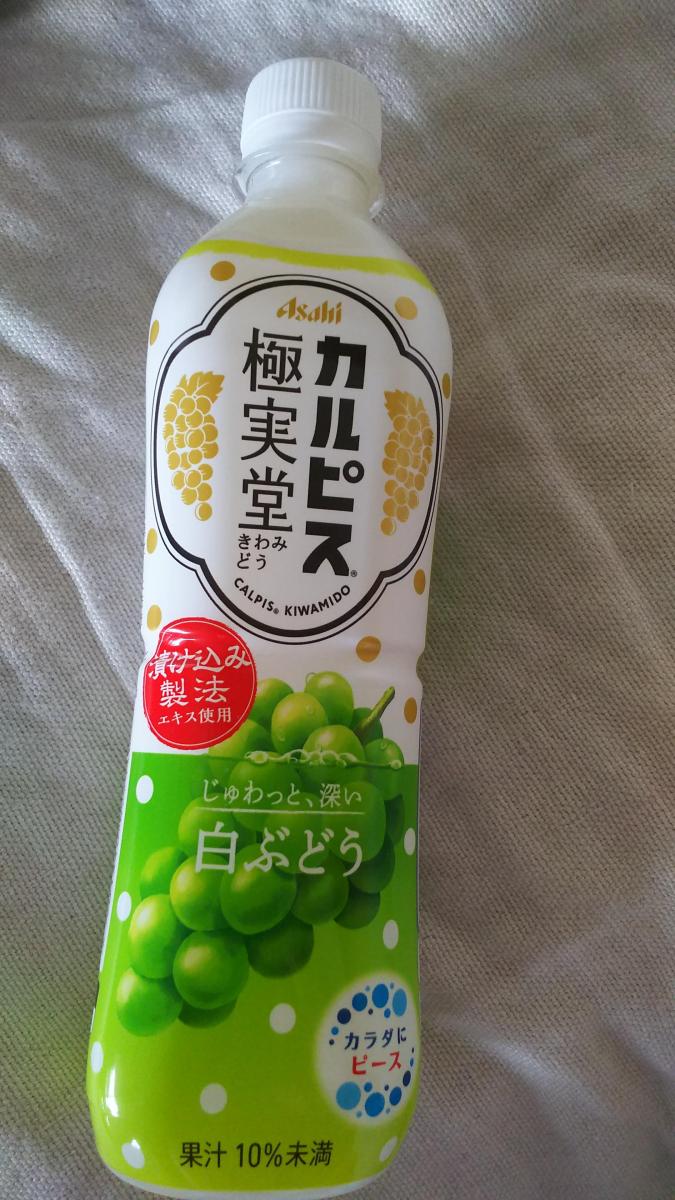 Asahi
カルピス®
極実堂
きわみ
どう
CALPIS® KIWAMIDO
漬け込み
製法
エキス使用
じゅわっと、深い
白ぶどう
カラダに
ピース
果汁 10%未満